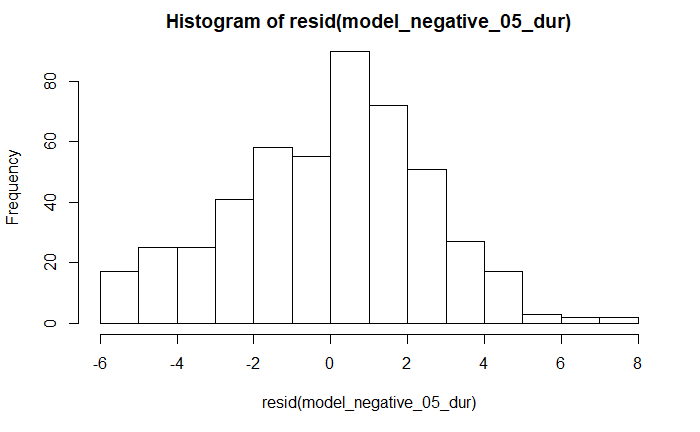 Histogram of resid(model_negative_05_dur)
Frequency
80
60
40
20
0
-6 -4 -2 0 2 4 6 8
resid(model_negative_05_dur)